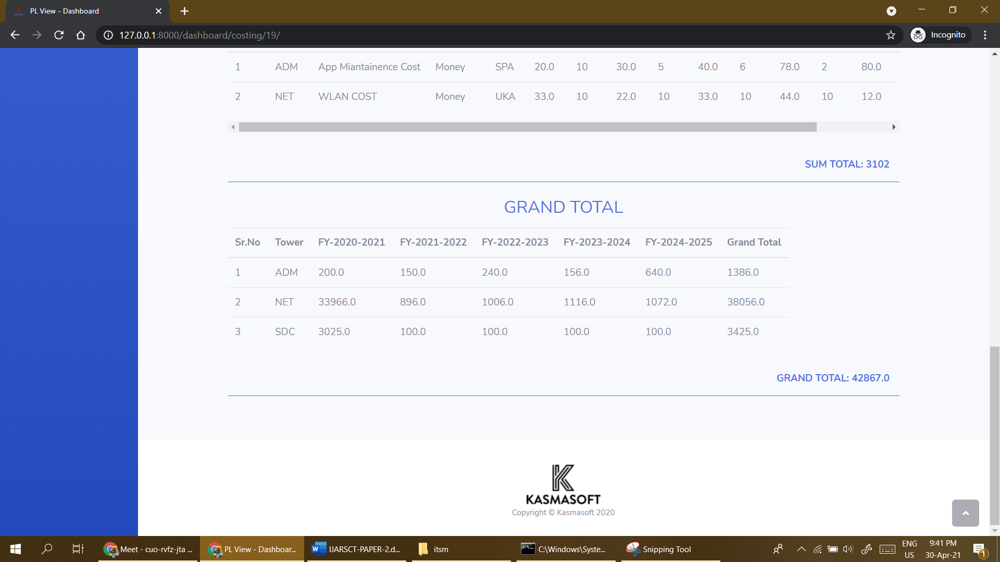 PL View - Dashboard
127.0.0.1:8000/dashboard/costing/19/
Incognito
1 ADM App Miantainence Cost Money SPA 20.0 10 30.0 5 40.0 6 78.0 2 80.0
2 NET WLAN COST Money UKA 33.0 10 22.0 10 33.0 10 44.0 10 12.0
SUM TOTAL: 3102
GRAND TOTAL
Sr.No Tower FY-2020-2021 FY-2021-2022 FY-2022-2023 FY-2023-2024 FY-2024-2025 Grand Total
1 ADM 200.0 150.0 240.0 156.0 640.0 1386.0
2 NET 33966.0 896.0 1006.0 1116.0 1072.0 38056.0
3 SDC 3025.0 100.0 100.0 100.0 100.0 3425.0
GRAND TOTAL: 42867.0
KASMASOFT
Copyright © Kasmasoft 2020
Meet - cuo-rvfz-jta ... PL View - Dashboar... IJARSCT-PAPER-2.d... itsm C:\Windows\Syste... Snipping Tool
ENG
US
9:41 PM
30-Apr-21
1